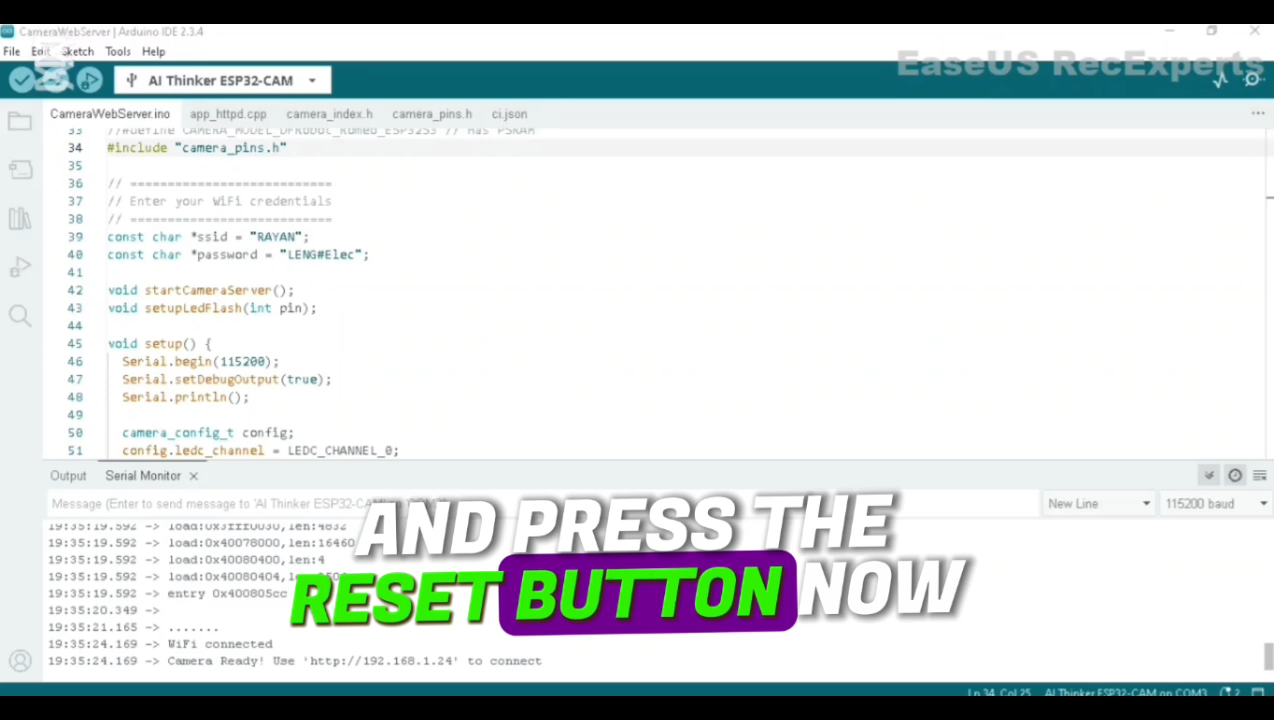 CameraWebServer | Arduino IDE 2.3.4
File Edit Sketch Tools Help
EaseUS RecExperts
AI Thinker ESP32-CAM
CameraWebServer.ino app_httpd.cpp camera_index.h camera_pins.h ci.json
33 //#define CAMERA_MODEL_DFRobot_Romeo_ESP32S3 // Has PSRAM
34 #include "camera_pins.h"
35
36 // ===========================
37 // Enter your WiFi credentials
38 // ===========================
39 const char *ssid = "RAYAN";
40 const char *password = "LENG#Elec";
41
42 void startCameraServer();
43 void setupLedFlash(int pin);
44
45 void setup() {
46 Serial.begin(115200);
47 Serial.setDebugOutput(true);
48 Serial.println();
49
50 camera_config_t config;
51 config.ledc_channel = LEDC_CHANNEL_0;
Output Serial Monitor
Message (Enter to send message to 'AI Thinker ESP32-CAM'
New Line 115200 baud
19:35:19.592 -> load:0x3fff0030,len:4832
19:35:19.592 -> load:0x40078000,len:16460
19:35:19.592 -> load:0x40080400,len:4
19:35:19.592 -> load:0x40080404,len:
19:35:19.592 -> entry 0x400805cc
19:35:20.349 ->
19:35:21.165 -> .......
19:35:24.169 -> WiFi connected
19:35:24.169 -> Camera Ready! Use 'http://192.168.1.24' to connect
AND PRESS THE
RESET BUTTON NOW
Ln 34, Col 25 AI Thinker ESP32-CAM on COM3 2